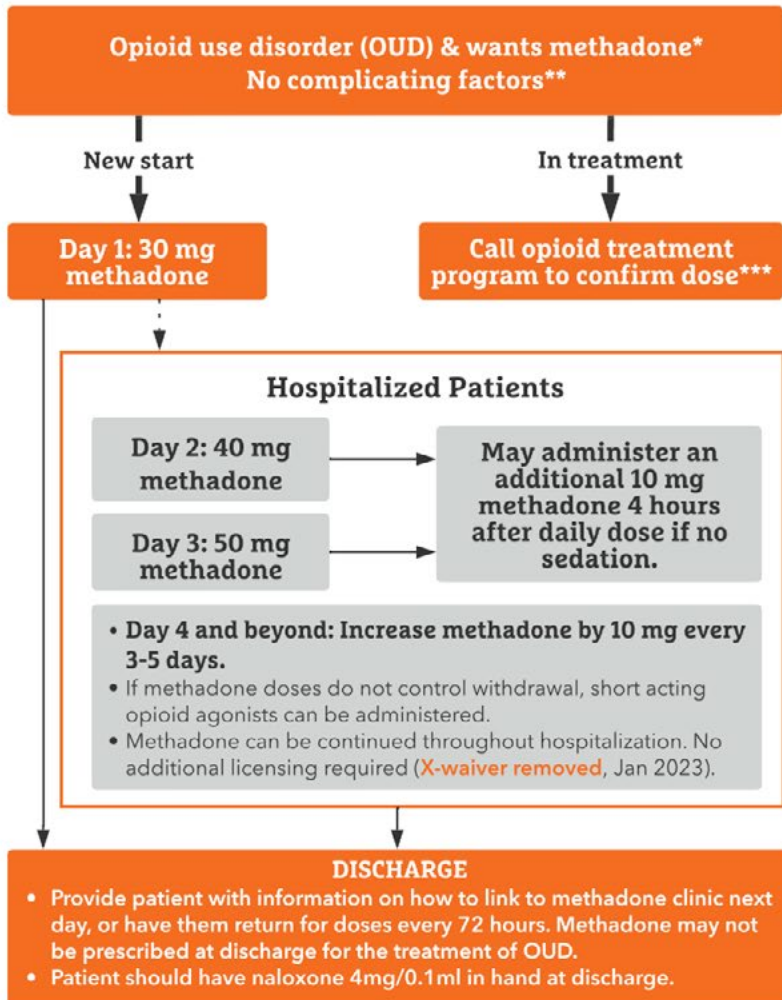 Opioid use disorder (OUD) & wants methadone*
No complicating factors**
New start
In treatment
Day 1: 30 mg
methadone
Call opioid treatment
program to confirm dose***
Hospitalized Patients
Day 2: 40 mg
methadone
May administer an
additional 10 mg
methadone 4 hours
after daily dose if no
sedation.
Day 3: 50 mg
methadone
• Day 4 and beyond: Increase methadone by 10 mg every
3-5 days.
• If methadone doses do not control withdrawal, short acting
opioid agonists can be administered.
• Methadone can be continued throughout hospitalization. No
additional licensing required (X-waiver removed, Jan 2023).
DISCHARGE
• Provide patient with information on how to link to methadone clinic next
day, or have them return for doses every 72 hours. Methadone may not
be prescribed at discharge for the treatment of OUD.
• Patient should have naloxone 4mg/0.1ml in hand at discharge.